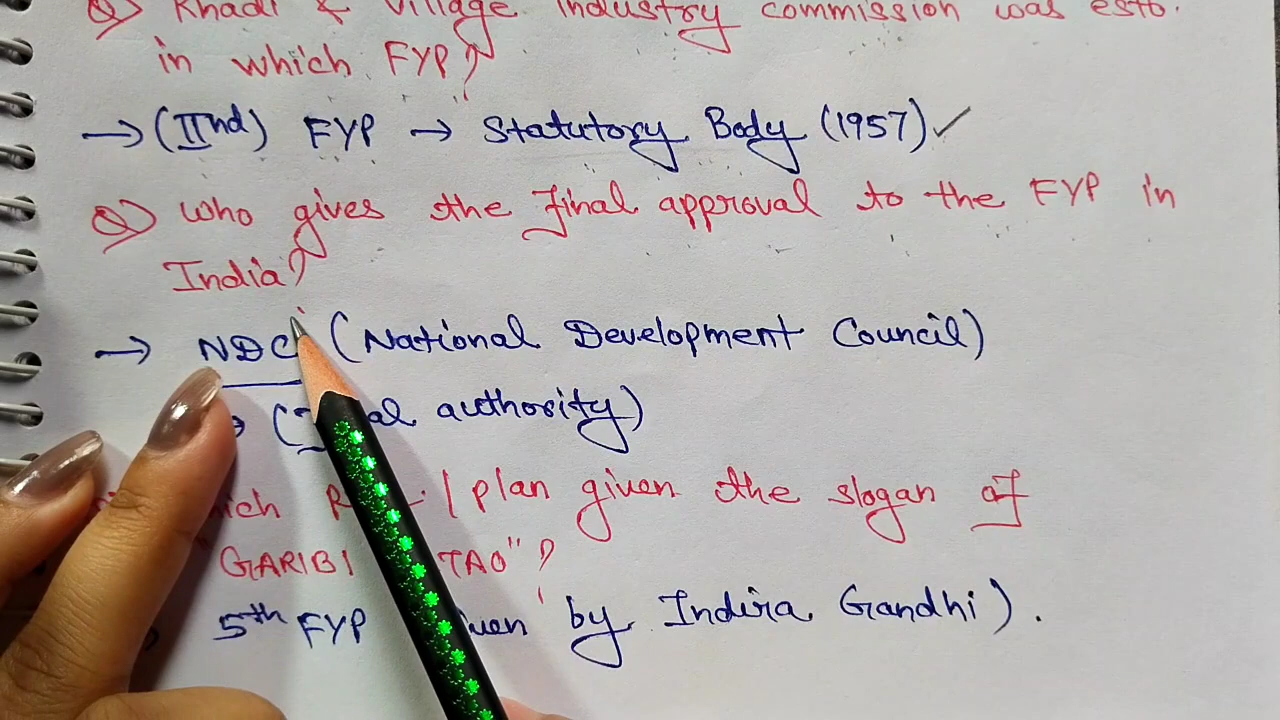 Q) Khadi & Village Industry commission was estb.
in which FYP?
→ (IInd) FYP → Statutory Body (1957) ✓
Q) who gives the final approval to the FYP in
India?
→ NDC (National Development Council)
authority)
plan given the slogan of
"GARIBI TAO"?
5th FYP by Indira Gandhi).